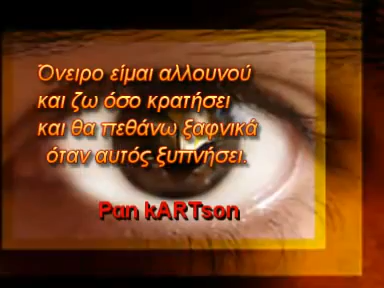 Όνειρο είμαι αλλουνού
και ζω όσο κρατήσει
και θα πεθάνω ξαφνικά
όταν αυτός ξυπνήσει.
Pan kARTson